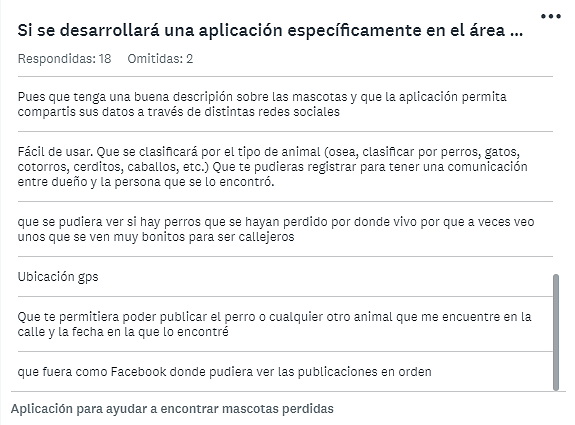 Si se desarrollará una aplicación específicamente en el área ...
Respondidas: 18 Omitidas: 2
Pues que tenga una buena descripión sobre las mascotas y que la aplicación permita
compartis sus datos a través de distintas redes sociales
Fácil de usar. Que se clasificará por el tipo de animal (osea, clasificar por perros, gatos,
cotorros, cerditos, caballos, etc.) Que te pudieras registrar para tener una comunicación
entre dueño y la persona que se lo encontró.
que se pudiera ver si hay perros que se hayan perdido por donde vivo por que a veces veo
unos que se ven muy bonitos para ser callejeros
Ubicación gps
Que te permitiera poder publicar el perro o cualquier otro animal que me encuentre en la
calle y la fecha en la que lo encontré
que fuera como Facebook donde pudiera ver las publicaciones en orden
Aplicación para ayudar a encontrar mascotas perdidas